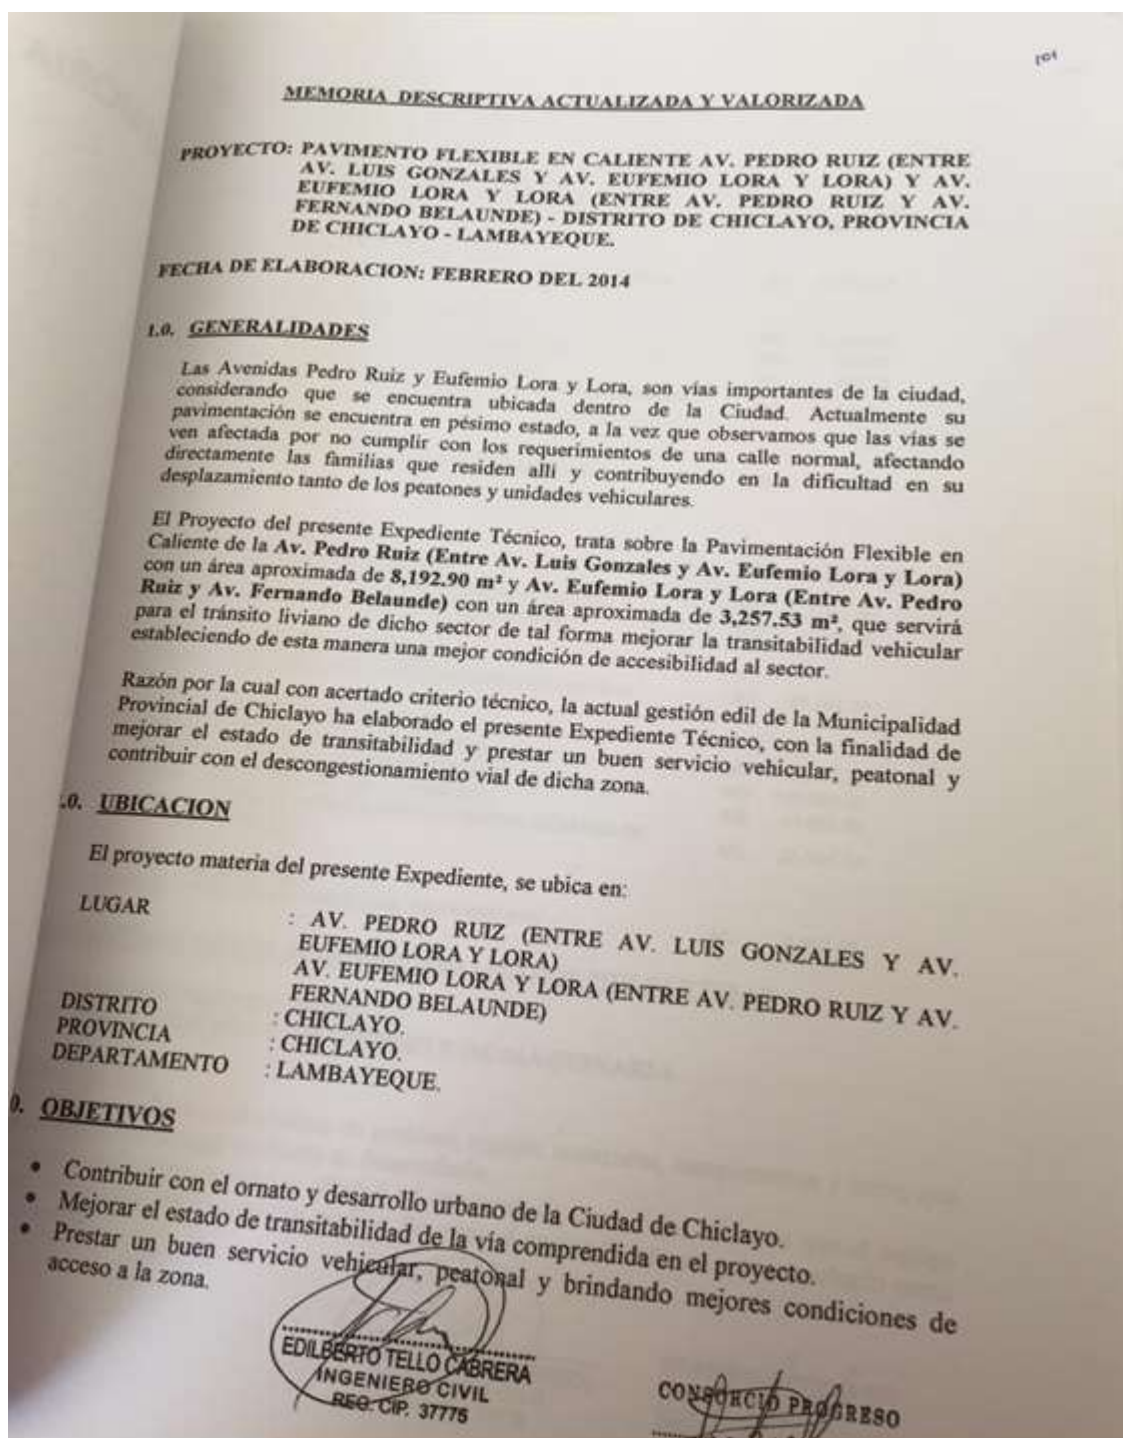 MEMORIA DESCRIPTIVA ACTUALIZADA Y VALORIZADA
PROYECTO: PAVIMENTO FLEXIBLE EN CALIENTE AV. PEDRO RUIZ (ENTRE
AV. LUIS GONZALES Y AV. EUFEMIO LORA Y LORA) Y AV.
EUFEMIO LORA Y LORA (ENTRE AV. PEDRO RUIZ Y AV.
FERNANDO BELAUNDE) - DISTRITO DE CHICLAYO, PROVINCIA
DE CHICLAYO - LAMBAYEQUE.
FECHA DE ELABORACION: FEBRERO DEL 2014
1.0. GENERALIDADES
Las Avenidas Pedro Ruiz y Eufemio Lora y Lora, son vías importantes de la ciudad,
considerando que se encuentra ubicada dentro de la Ciudad. Actualmente su
pavimentación se encuentra en pésimo estado, a la vez que observamos que las vías se
ven afectada por no cumplir con los requerimientos de una calle normal, afectando
directamente las familias que residen allí y contribuyendo en la dificultad en su
desplazamiento tanto de los peatones y unidades vehiculares.
El Proyecto del presente Expediente Técnico, trata sobre la Pavimentación Flexible en
Caliente de la Av. Pedro Ruiz (Entre Av. Luis Gonzales y Av. Eufemio Lora y Lora)
con un área aproximada de 8,192.90 m² y Av. Eufemio Lora y Lora (Entre Av. Pedro
Ruiz y Av. Fernando Belaunde) con un área aproximada de 3,257.53 m², que servirá
para el tránsito liviano de dicho sector de tal forma mejorar la transitabilidad vehicular
estableciendo de esta manera una mejor condición de accesibilidad al sector.
Razón por la cual con acertado criterio técnico, la actual gestión edil de la Municipalidad
Provincial de Chiclayo ha elaborado el presente Expediente Técnico, con la finalidad de
mejorar el estado de transitabilidad y prestar un buen servicio vehicular, peatonal y
contribuir con el descongestionamiento vial de dicha zona.
.0. UBICACION
El proyecto materia del presente Expediente, se ubica en:
LUGAR : AV. PEDRO RUIZ (ENTRE AV. LUIS GONZALES Y AV.
EUFEMIO LORA Y LORA)
AV. EUFEMIO LORA Y LORA (ENTRE AV. PEDRO RUIZ Y AV.
FERNANDO BELAUNDE)
DISTRITO : CHICLAYO.
PROVINCIA : CHICLAYO.
DEPARTAMENTO : LAMBAYEQUE.
0. OBJETIVOS
• Contribuir con el ornato y desarrollo urbano de la Ciudad de Chiclayo.
• Mejorar el estado de transitabilidad de la vía comprendida en el proyecto.
• Prestar un buen servicio vehicular, peatonal y brindando mejores condiciones de
acceso a la zona.
EDILBERTO TELLO CABRERA
INGENIERO CIVIL
REG. CIP. 37775
CONSORCIO PROGRESO